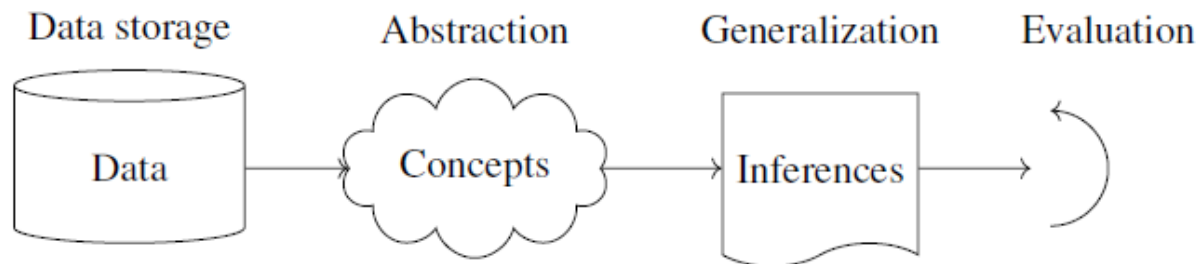 Data storage
Abstraction
Generalization
Evaluation
Data
Concepts
Inferences